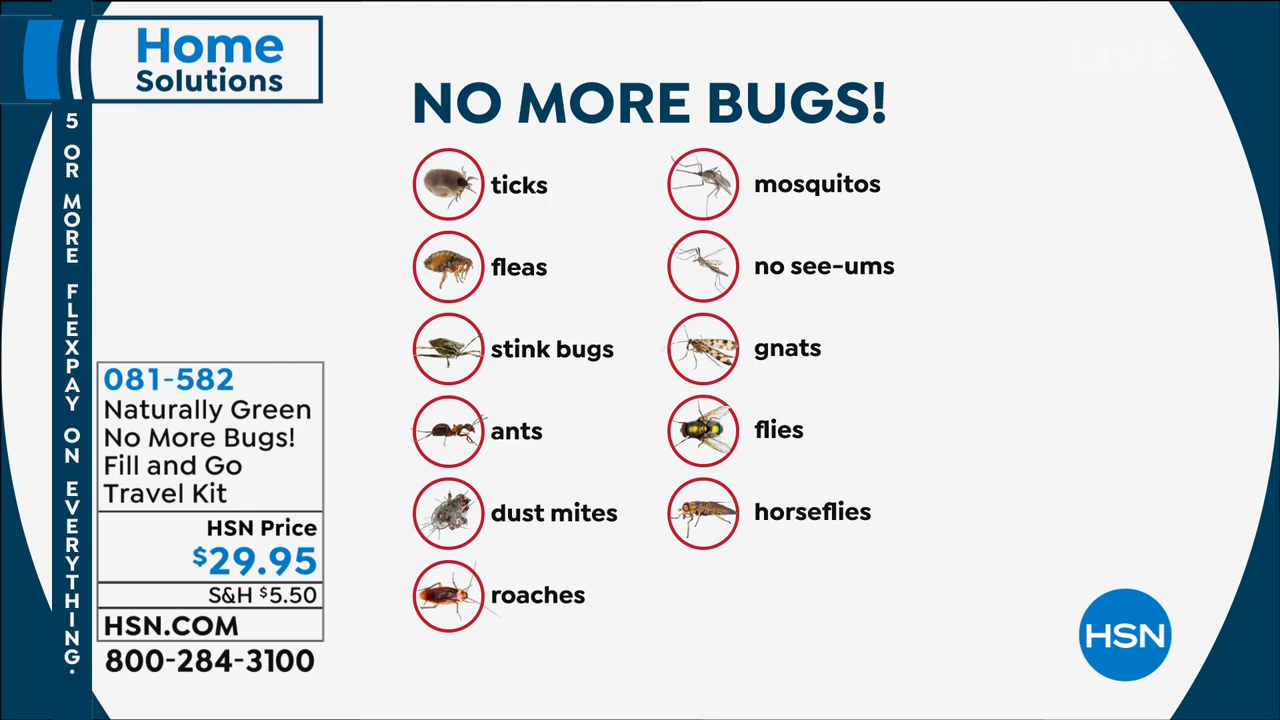 Home
Solutions
LIVE
5 OR MORE FLEXPAY ON EVERYTHING.*
NO MORE BUGS!
ticks
mosquitos
fleas
no see-ums
stink bugs
gnats
ants
flies
dust mites
horseflies
roaches
081-582
Naturally Green
No More Bugs!
Fill and Go
Travel Kit
HSN Price
$29.95
S&H $5.50
HSN.COM
800-284-3100
HSN